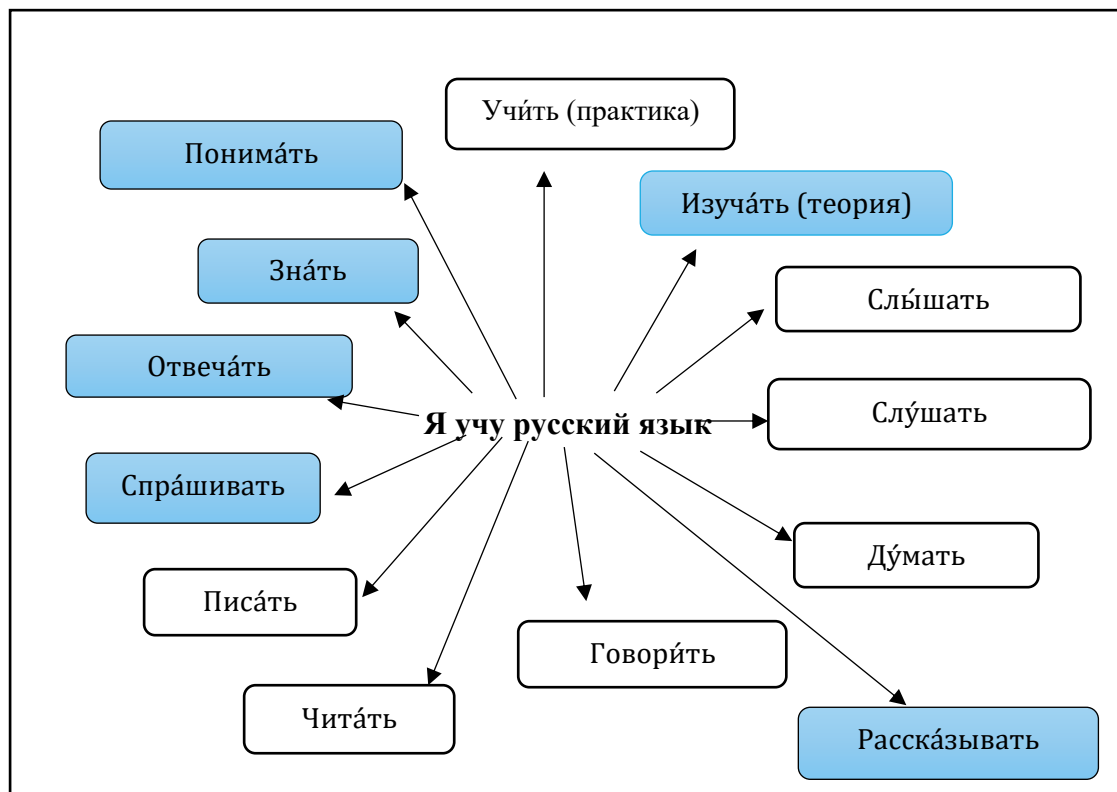 Учи́ть (практика)
Понима́ть
Изуча́ть (теория)
Зна́ть
Слы́шать
Отвеча́ть
Я учу русский язык
Слу́шать
Спра́шивать
Ду́мать
Писа́ть
Говори́ть
Чита́ть
Расска́зывать